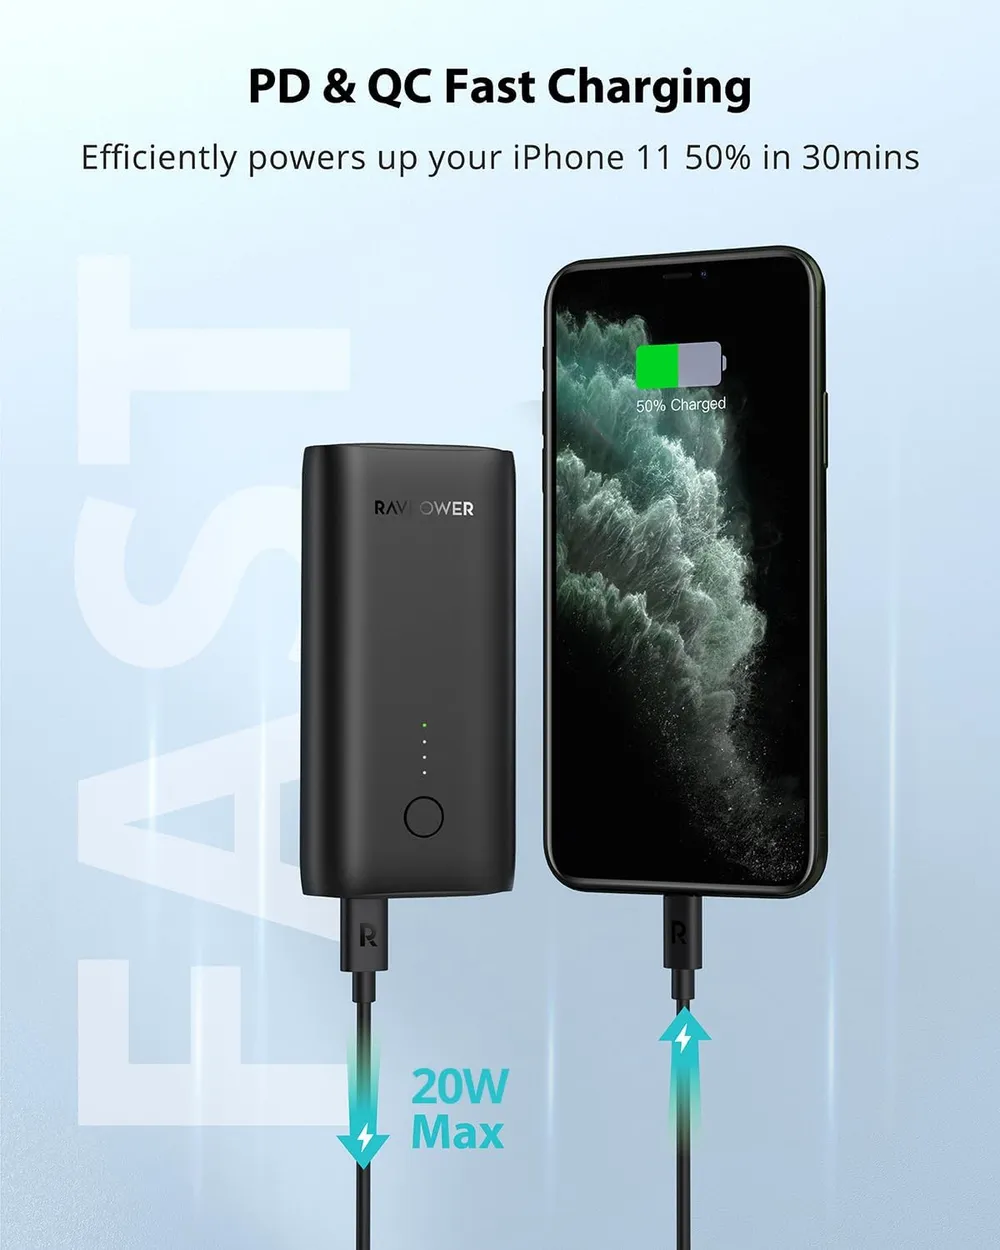 PD & QC Fast Charging
Efficiently powers up your iPhone 11 50% in 30mins
FAST
50% Charged
RAVPOWER
R
R
20W
Max